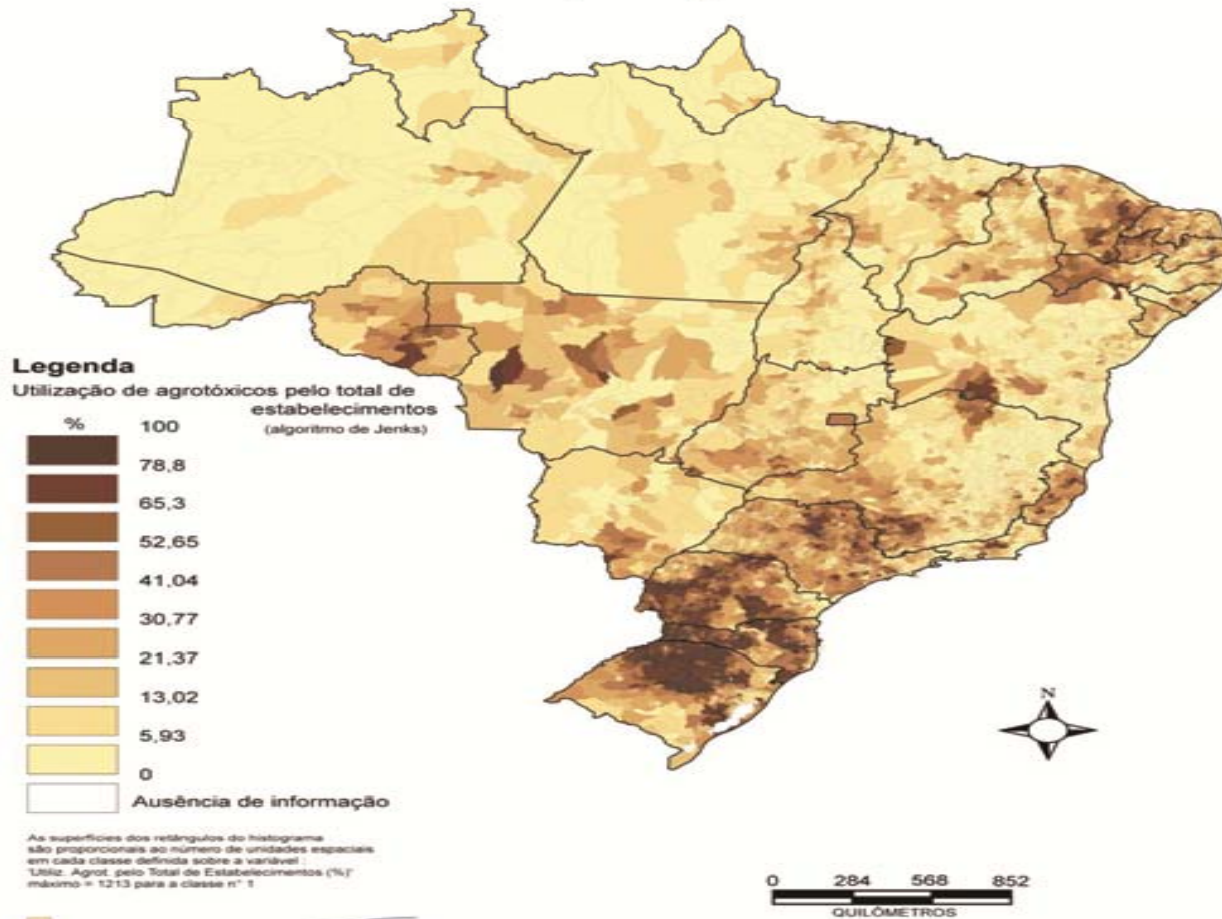 Legenda
Utilização de agrotóxicos pelo total de
estabelecimentos
(algoritmo de Jenks)
%
100
78,8
65,3
52,65
41,04
30,77
21,37
13,02
5,93
0
Ausência de informação
As superfícies dos retângulos do histograma
são proporcionais ao número de unidades espaciais
em cada classe definida sobre a variável :
'Utiliz. Agrot. pelo Total de Estabelecimentos (%)'
máximo = 1213 para a classe n° 1
N
0 284 568 852
QUILÔMETROS